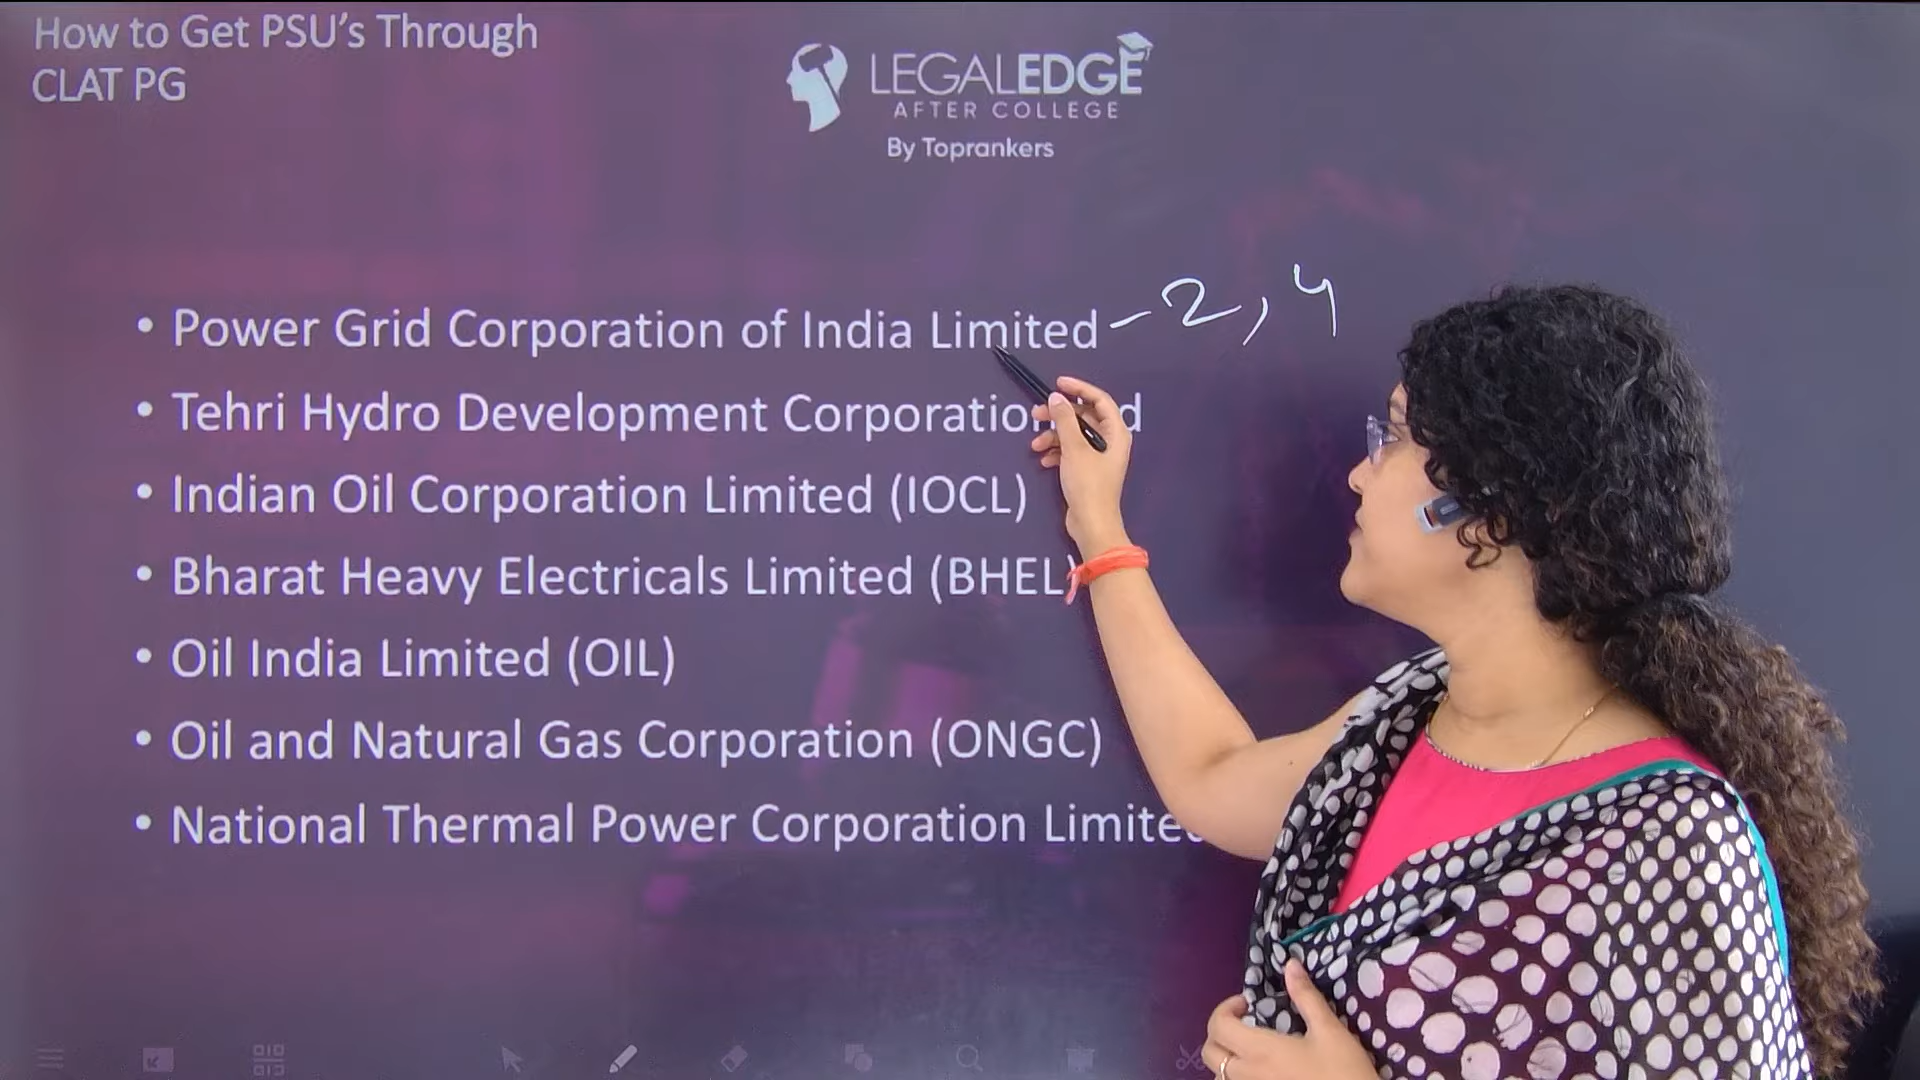 How to Get PSU's Through
CLAT PG
LEGALEDGE
AFTER COLLEGE
By Toprankers
• Power Grid Corporation of India Limited - 2, 4
• Tehri Hydro Development Corporation
• Indian Oil Corporation Limited (IOCL)
• Bharat Heavy Electricals Limited (BHEL)
• Oil India Limited (OIL)
• Oil and Natural Gas Corporation (ONGC)
• National Thermal Power Corporation Limited